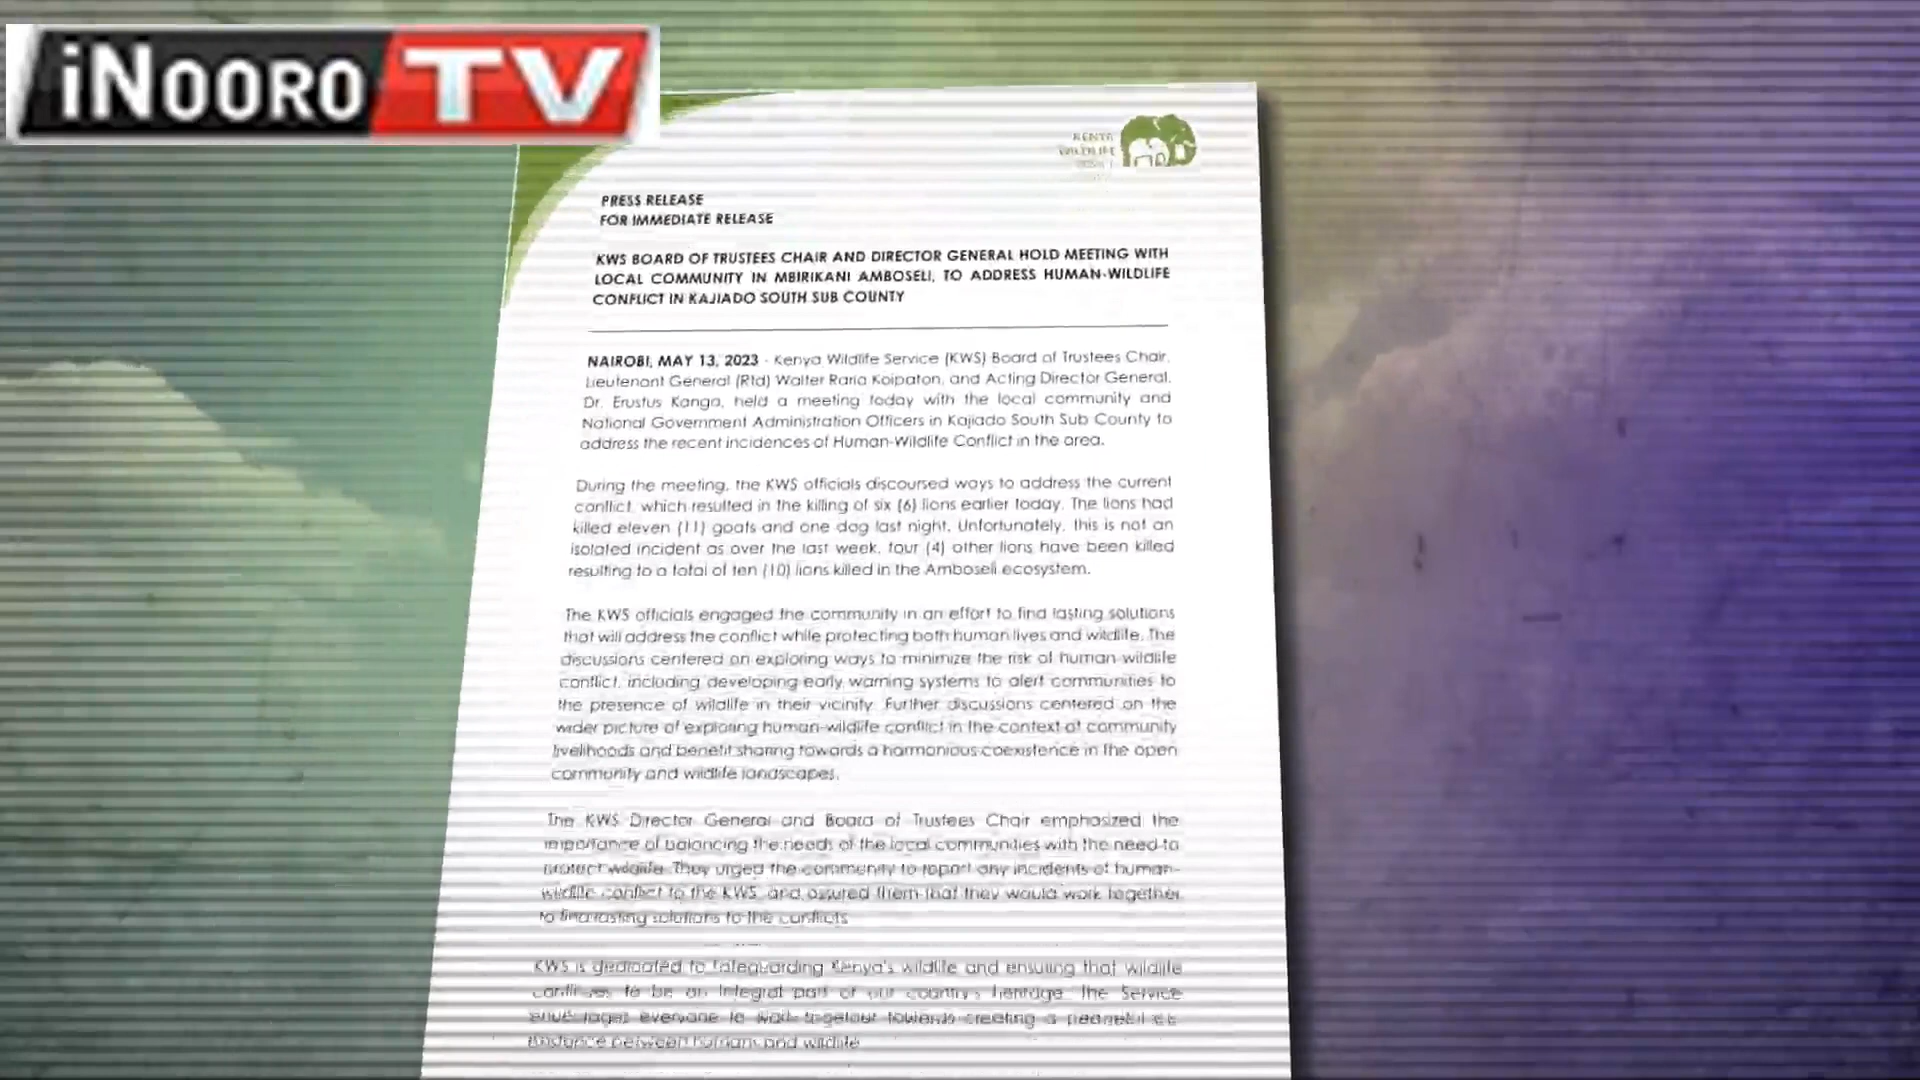 iNOORO TV
KENYA
WILDLIFE
PRESS RELEASE
FOR IMMEDIATE RELEASE
KWS BOARD OF TRUSTEES CHAIR AND DIRECTOR GENERAL HOLD MEETING WITH
LOCAL COMMUNITY IN MBIRIKANI AMBOSELI, TO ADDRESS HUMAN-WILDLIFE
CONFLICT IN KAJIADO SOUTH SUB COUNTY
NAIROBI, MAY 13, 2023 - Kenya Wildlife Service (KWS) Board of Trustees Chair,
Lieutenant General (Rtd) Walter Raria Koipaton, and Acting Director General,
Dr. Erustus Kanga, held a meeting today with the local community and
National Government Administration Officers in Kajiado South Sub County to
address the recent incidences of Human-Wildlife Conflict in the area.
During the meeting, the KWS officials discoursed ways to address the current
conflict, which resulted in the killing of six (6) lions earlier today. The lions had
killed eleven (11) goats and one dog last night. Unfortunately, this is not an
isolated incident as over the last week, four (4) other lions have been killed
resulting to a total of ten (10) lions killed in the Amboseli ecosystem.
The KWS officials engaged the community in an effort to find lasting solutions
that will address the conflict while protecting both human lives and wildlife. The
discussions centered on exploring ways to minimize the risk of human-wildlife
conflict, including developing early warning systems to alert communities to
the presence of wildlife in their vicinity. Further discussions centered on the
wider picture of exploring human-wildlife conflict in the context of community
livelihoods and benefit sharing towards a harmonious coexistence in the open
community and wildlife landscapes.
The KWS Director General and Board of Trustees Chair emphasized the
importance of balancing the needs of the local communities with the need to
protect wildlife. They urged the community to report any incidents of human-
wildlife conflict to the KWS, and assured them that they would work together
to find lasting solutions to the conflicts
KWS is dedicated to safeguarding Kenya's wildlife and ensuring that wildlife
continues to be an integral part of our country's heritage. The Service
encourages everyone to work together towards creating a peaceful
between humans and wildlife